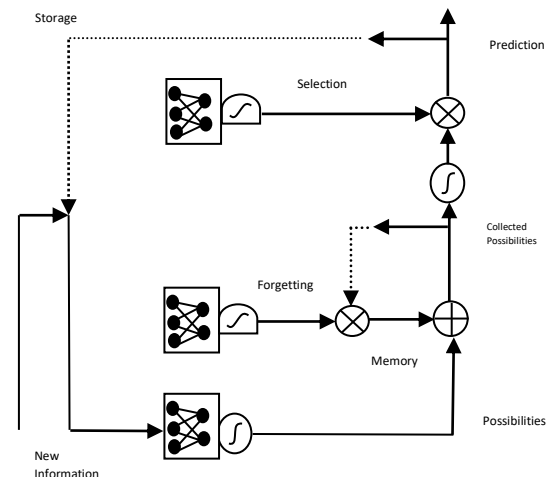 Storage
Prediction
Selection
Collected
Possibilities
Forgetting
Memory
Possibilities
New
Information